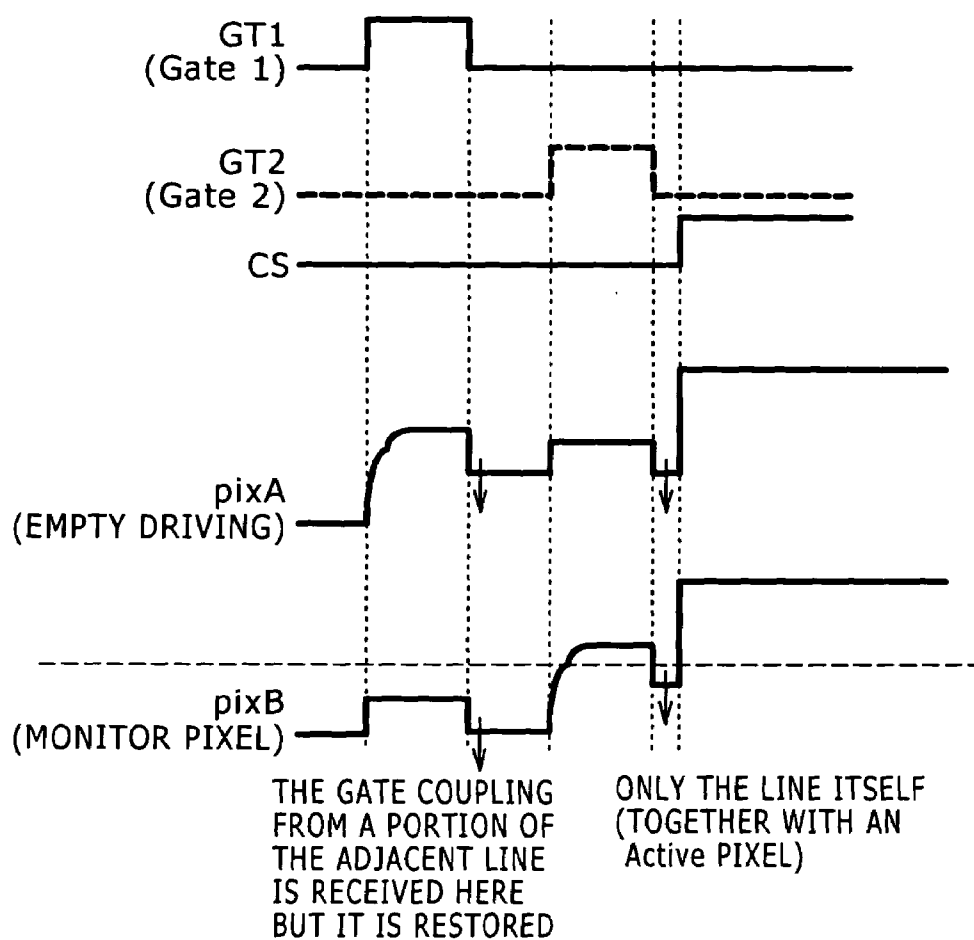 GT1
(Gate 1)
GT2
(Gate 2)
CS
pixA
(EMPTY DRIVING)
pixB
(MONITOR PIXEL)
THE GATE COUPLING
FROM A PORTION OF
THE ADJACENT LINE
IS RECEIVED HERE
BUT IT IS RESTORED
ONLY THE LINE ITSELF
(TOGETHER WITH AN
Active PIXEL)